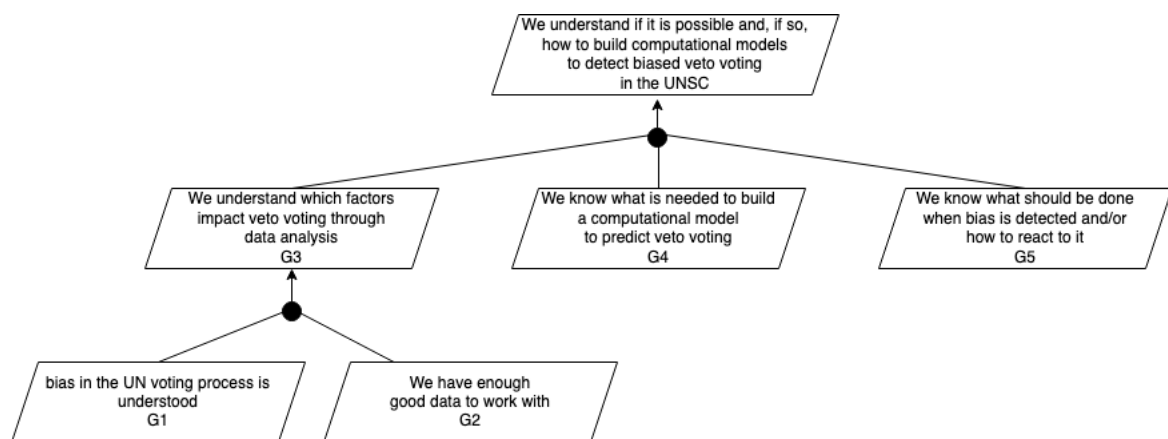 We understand if it is possible and, if so,
how to build computational models
to detect biased veto voting
in the UNSC
We understand which factors
impact veto voting through
data analysis
G3
We know what is needed to build
a computational model
to predict veto voting
G4
We know what should be done
when bias is detected and/or
how to react to it
G5
bias in the UN voting process is
understood
G1
We have enough
good data to work with
G2